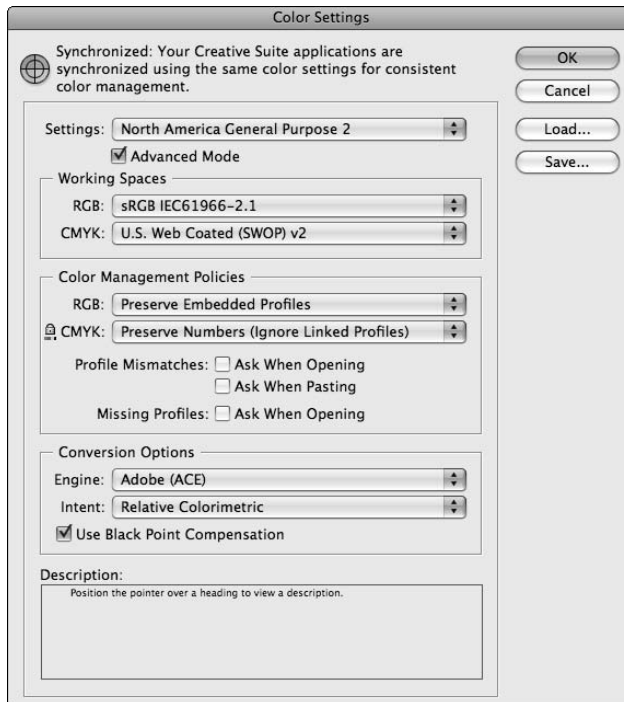 Color Settings
Synchronized: Your Creative Suite applications are
synchronized using the same color settings for consistent
color management.
OK
Cancel
Load...
Save...
Settings: North America General Purpose 2
Advanced Mode
Working Spaces
RGB: sRGB IEC61966-2.1
CMYK: U.S. Web Coated (SWOP) v2
Color Management Policies
RGB: Preserve Embedded Profiles
CMYK: Preserve Numbers (Ignore Linked Profiles)
Profile Mismatches: Ask When Opening
Ask When Pasting
Missing Profiles: Ask When Opening
Conversion Options
Engine: Adobe (ACE)
Intent: Relative Colorimetric
Use Black Point Compensation
Description:
Position the pointer over a heading to view a description.